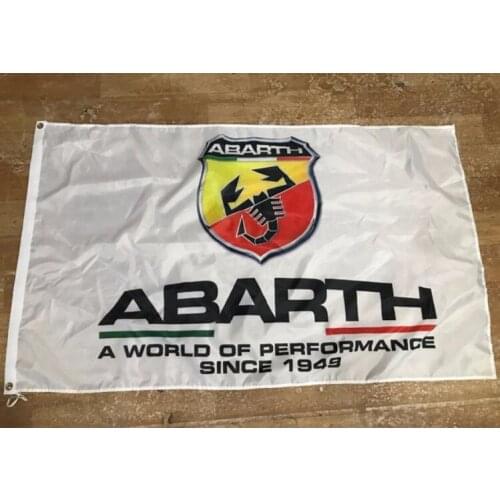 ABARTH
ABARTH
A WORLD OF PERFORMANCE
SINCE 1949